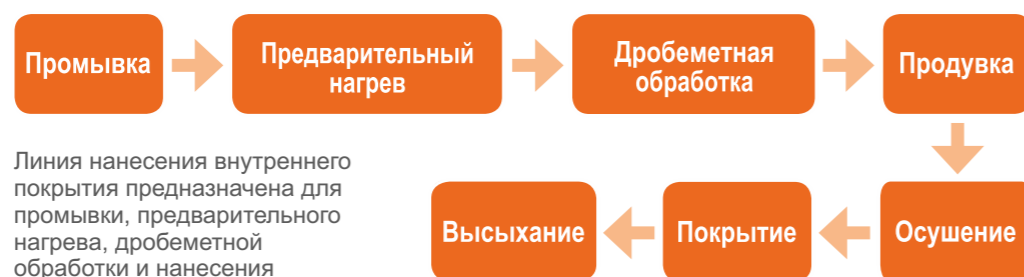 Промывка
Предварительный
нагрев
Дробеметная
обработка
Продувка
Осушение
Покрытие
Высыхание
Линия нанесения внутреннего
покрытия предназначена для
промывки, предварительного
нагрева, дробеметной
обработки и нанесения